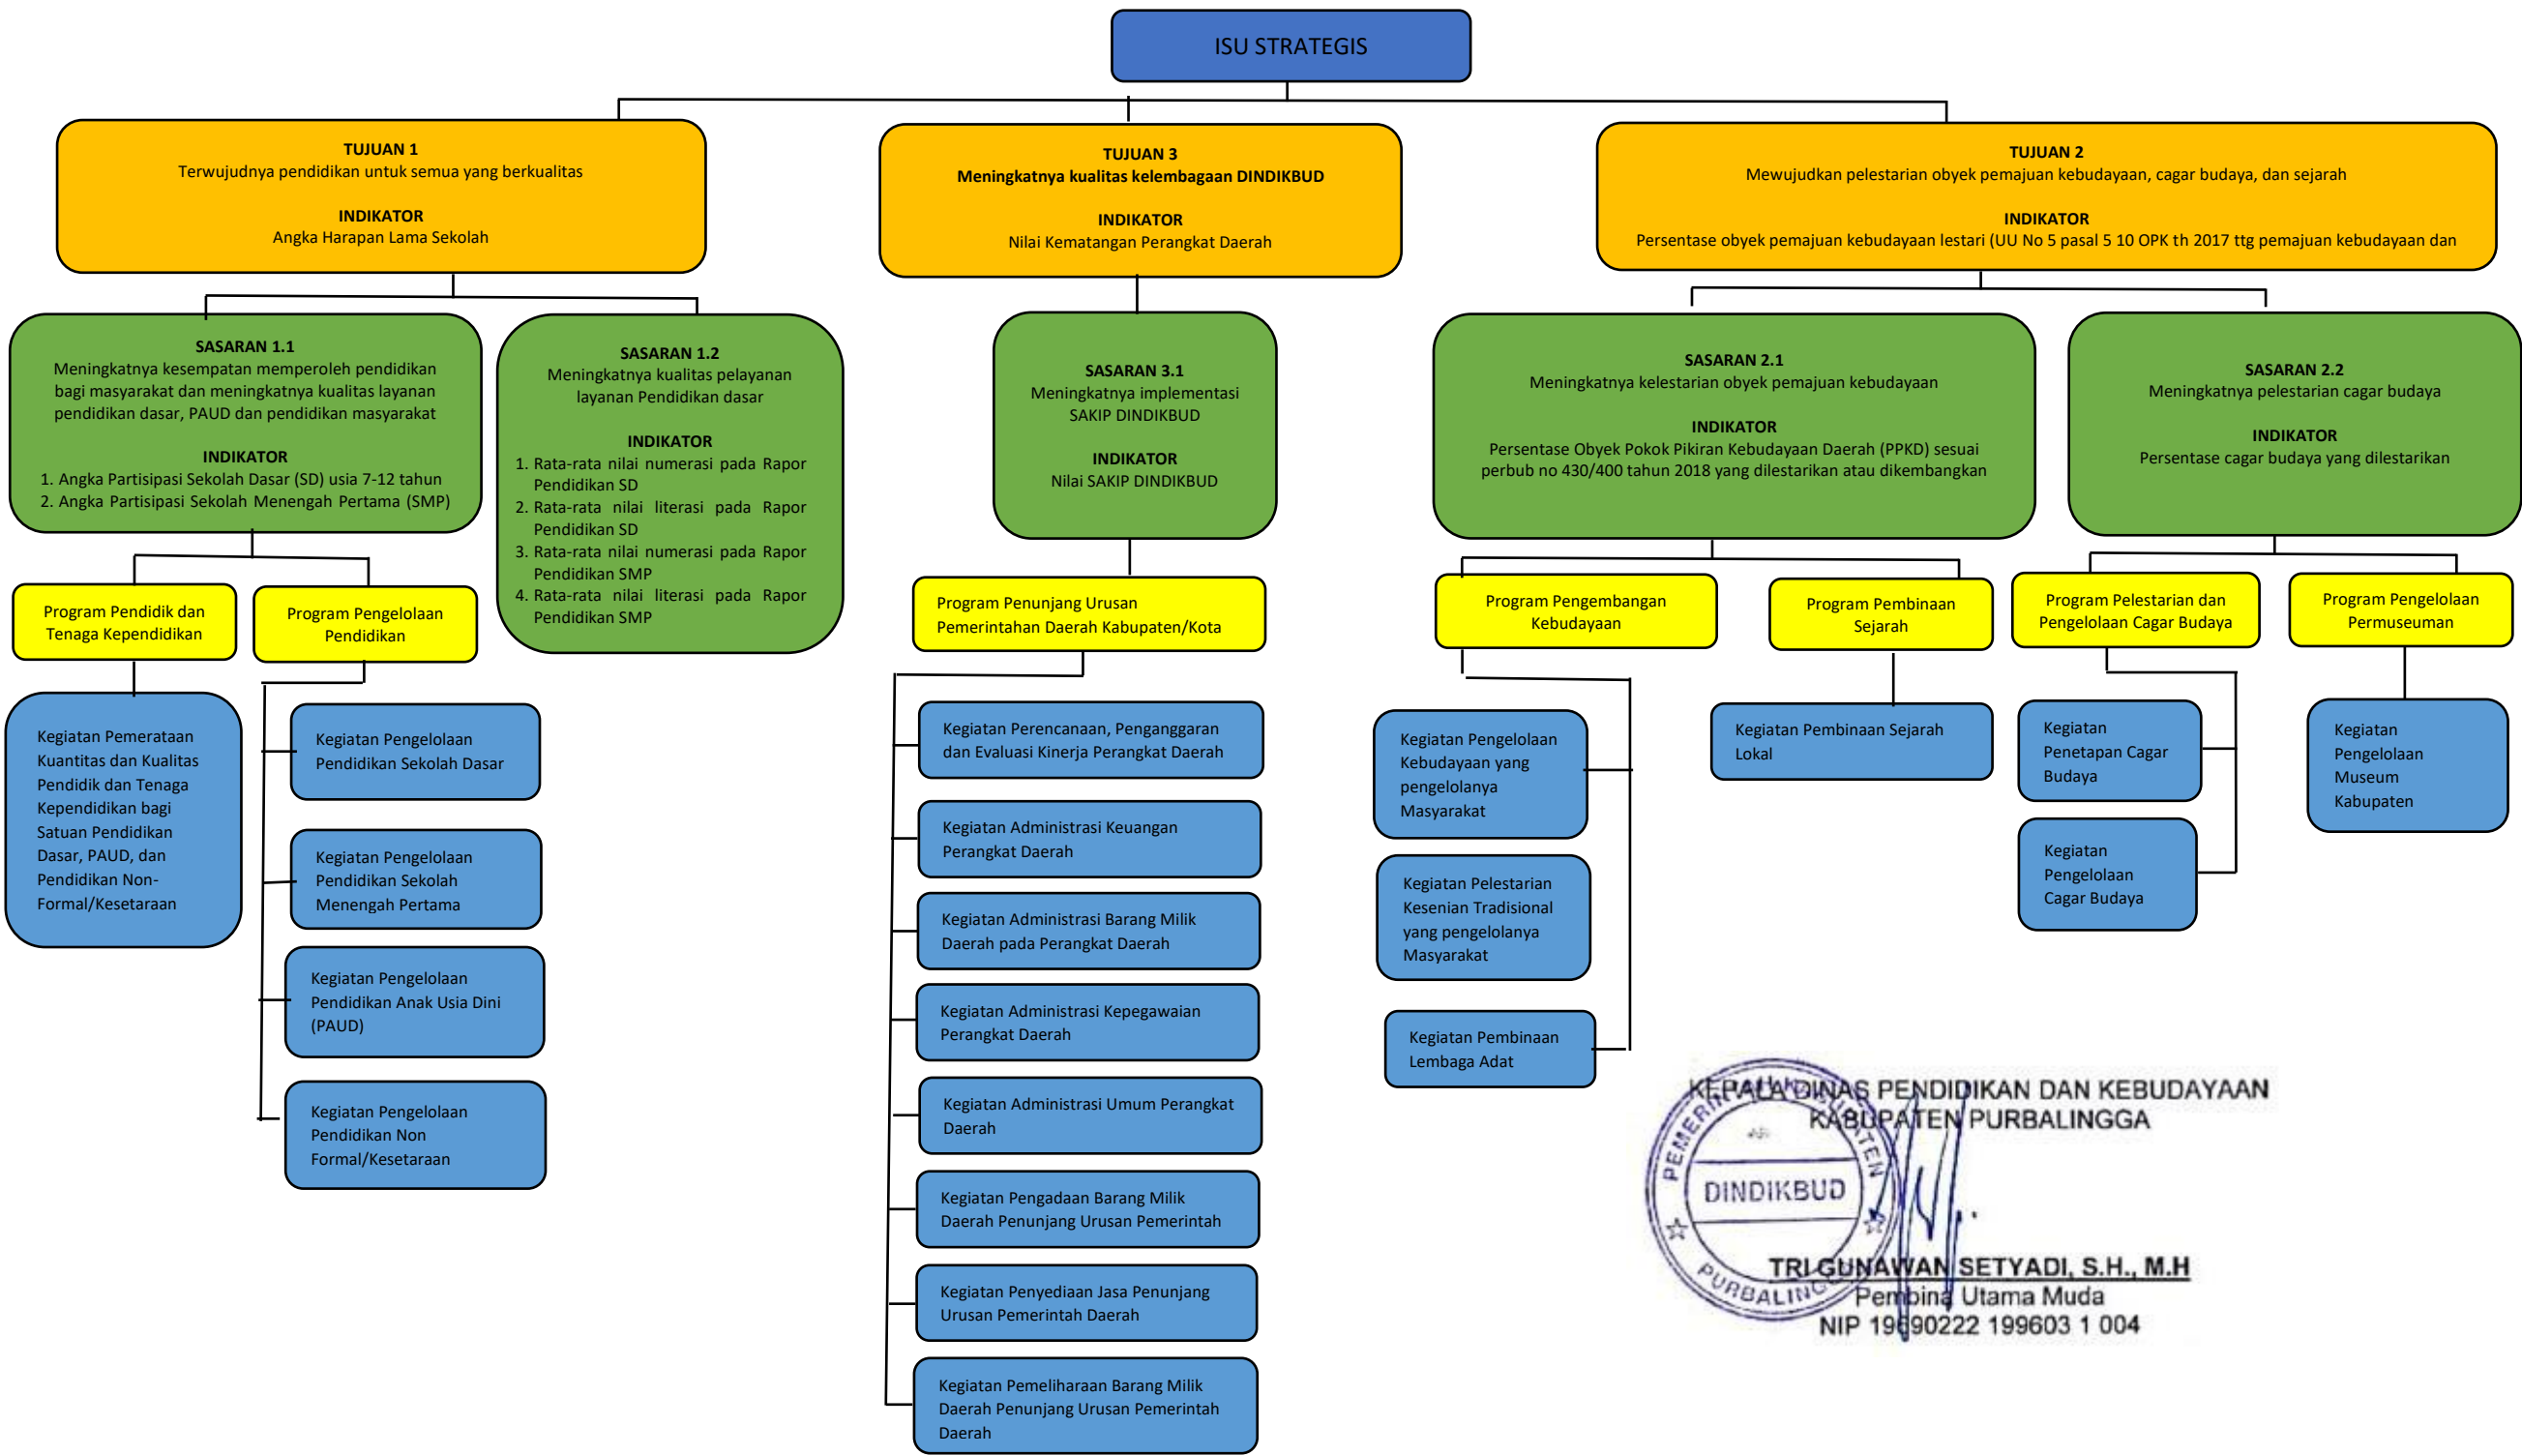 ISU STRATEGIS
TUJUAN 1
Terwujudnya pendidikan untuk semua yang berkualitas
INDIKATOR
Angka Harapan Lama Sekolah
TUJUAN 3
Meningkatnya kualitas kelembagaan DINDIKBUD
INDIKATOR
Nilai Kematangan Perangkat Daerah
TUJUAN 2
Mewujudkan pelestarian obyek pemajuan kebudayaan, cagar budaya, dan sejarah
INDIKATOR
Persentase obyek pemajuan kebudayaan lestari (UU No 5 pasal 5 10 OPK th 2017 ttg pemajuan kebudayaan dan
SASARAN 1.1
Meningkatnya kesempatan memperoleh pendidikan
bagi masyarakat dan meningkatnya kualitas layanan
pendidikan dasar, PAUD dan pendidikan masyarakat
INDIKATOR
1. Angka Partisipasi Sekolah Dasar (SD) usia 7-12 tahun
2. Angka Partisipasi Sekolah Menengah Pertama (SMP)
SASARAN 1.2
Meningkatnya kualitas pelayanan
layanan Pendidikan dasar
INDIKATOR
1. Rata-rata nilai numerasi pada Rapor
Pendidikan SD
2. Rata-rata nilai literasi pada Rapor
Pendidikan SD
3. Rata-rata nilai numerasi pada Rapor
Pendidikan SMP
4. Rata-rata nilai literasi pada Rapor
Pendidikan SMP
SASARAN 3.1
Meningkatnya implementasi
SAKIP DINDIKBUD
INDIKATOR
Nilai SAKIP DINDIKBUD
SASARAN 2.1
Meningkatnya kelestarian obyek pemajuan kebudayaan
INDIKATOR
Persentase Obyek Pokok Pikiran Kebudayaan Daerah (PPKD) sesuai
perbub no 430/400 tahun 2018 yang dilestarikan atau dikembangkan
SASARAN 2.2
Meningkatnya pelestarian cagar budaya
INDIKATOR
Persentase cagar budaya yang dilestarikan
Program Pendidik dan
Tenaga Kependidikan
Program Pengelolaan
Pendidikan
Program Penunjang Urusan
Pemerintahan Daerah Kabupaten/Kota
Program Pengembangan
Kebudayaan
Program Pembinaan
Sejarah
Program Pelestarian dan
Pengelolaan Cagar Budaya
Program Pengelolaan
Permuseuman
Kegiatan Pemerataan
Kuantitas dan Kualitas
Pendidik dan Tenaga
Kependidikan bagi
Satuan Pendidikan
Dasar, PAUD, dan
Pendidikan Non-
Formal/Kesetaraan
Kegiatan Pengelolaan
Pendidikan Sekolah Dasar
Kegiatan Pengelolaan
Pendidikan Sekolah
Menengah Pertama
Kegiatan Pengelolaan
Pendidikan Anak Usia Dini
(PAUD)
Kegiatan Pengelolaan
Pendidikan Non
Formal/Kesetaraan
Kegiatan Perencanaan, Penganggaran
dan Evaluasi Kinerja Perangkat Daerah
Kegiatan Administrasi Keuangan
Perangkat Daerah
Kegiatan Administrasi Barang Milik
Daerah pada Perangkat Daerah
Kegiatan Administrasi Kepegawaian
Perangkat Daerah
Kegiatan Administrasi Umum Perangkat
Daerah
Kegiatan Pengadaan Barang Milik
Daerah Penunjang Urusan Pemerintah
Kegiatan Penyediaan Jasa Penunjang
Urusan Pemerintah Daerah
Kegiatan Pemeliharaan Barang Milik
Daerah Penunjang Urusan Pemerintah
Daerah
Kegiatan Pengelolaan
Kebudayaan yang
pengelolanya
Masyarakat
Kegiatan Pelestarian
Kesenian Tradisional
yang pengelolanya
Masyarakat
Kegiatan Pembinaan
Lembaga Adat
Kegiatan Pembinaan Sejarah
Lokal
Kegiatan
Penetapan Cagar
Budaya
Kegiatan
Pengelolaan
Cagar Budaya
Kegiatan
Pengelolaan
Museum
Kabupaten
KEPALA DINAS PENDIDIKAN DAN KEBUDAYAAN
KABUPATEN PURBALINGGA
PEMERINTAH KABUPATEN
DINDIKBUD
PURBALINGGA
TRI GUNAWAN SETYADI, S.H., M.H
Pembina Utama Muda
NIP 19690222 199603 1 004